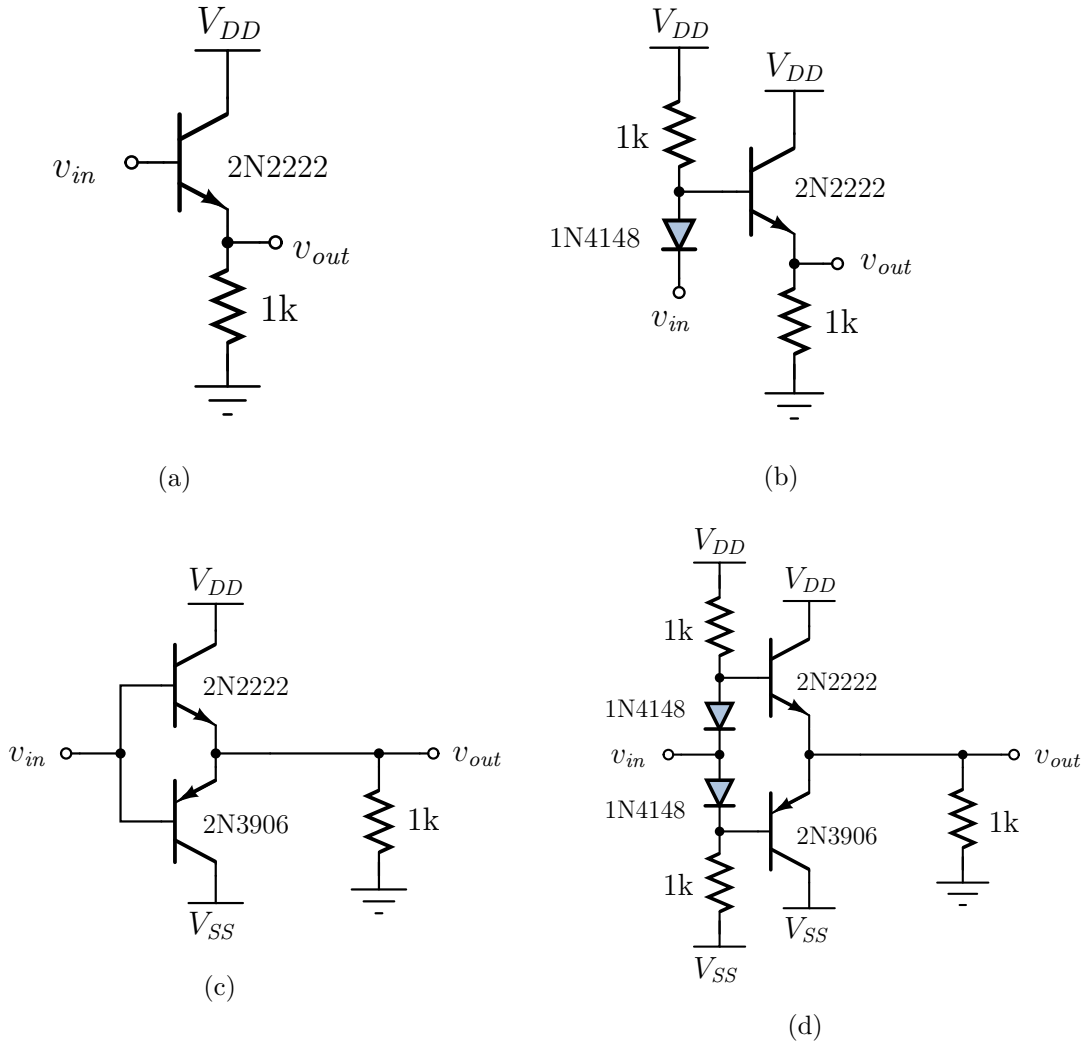 V_DD
2N2222
v_in
v_out
1k
(a)
V_DD
V_DD
1k
2N2222
1N4148
v_out
v_in
1k
(b)
V_DD
2N2222
v_in
v_out
2N3906
1k
V_SS
(c)
V_DD
V_DD
1k
2N2222
1N4148
v_in
v_out
1N4148
2N3906
1k
1k
V_SS
V_SS
(d)